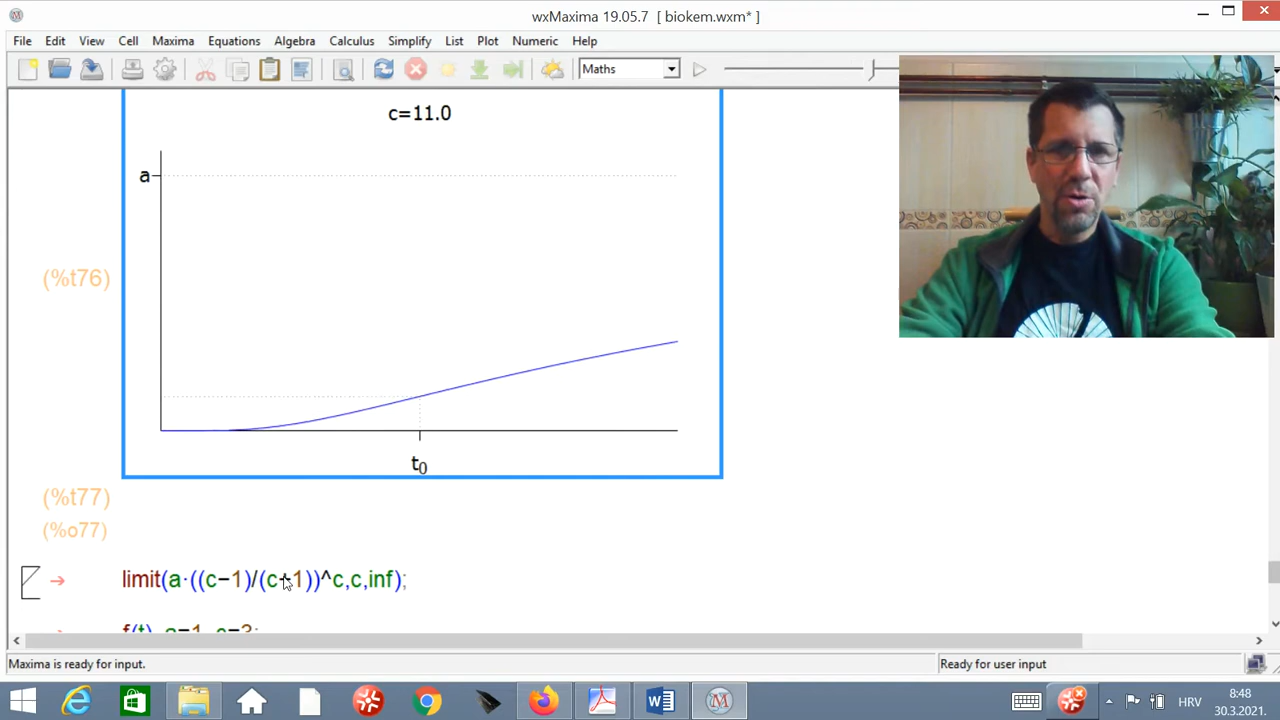 wxMaxima 19.05.7 [ biokem.wxm* ]
File Edit View Cell Maxima Equations Algebra Calculus Simplify List Plot Numeric Help
Maths
c=11.0
a
(%t76)
t₀
(%t77)
(%o77)
limit(a·((c−1)/(c+1))^c,c,inf);
f(t), a=1, c=3;
Maxima is ready for input. Ready for user input
HRV 8:48
30.3.2021.